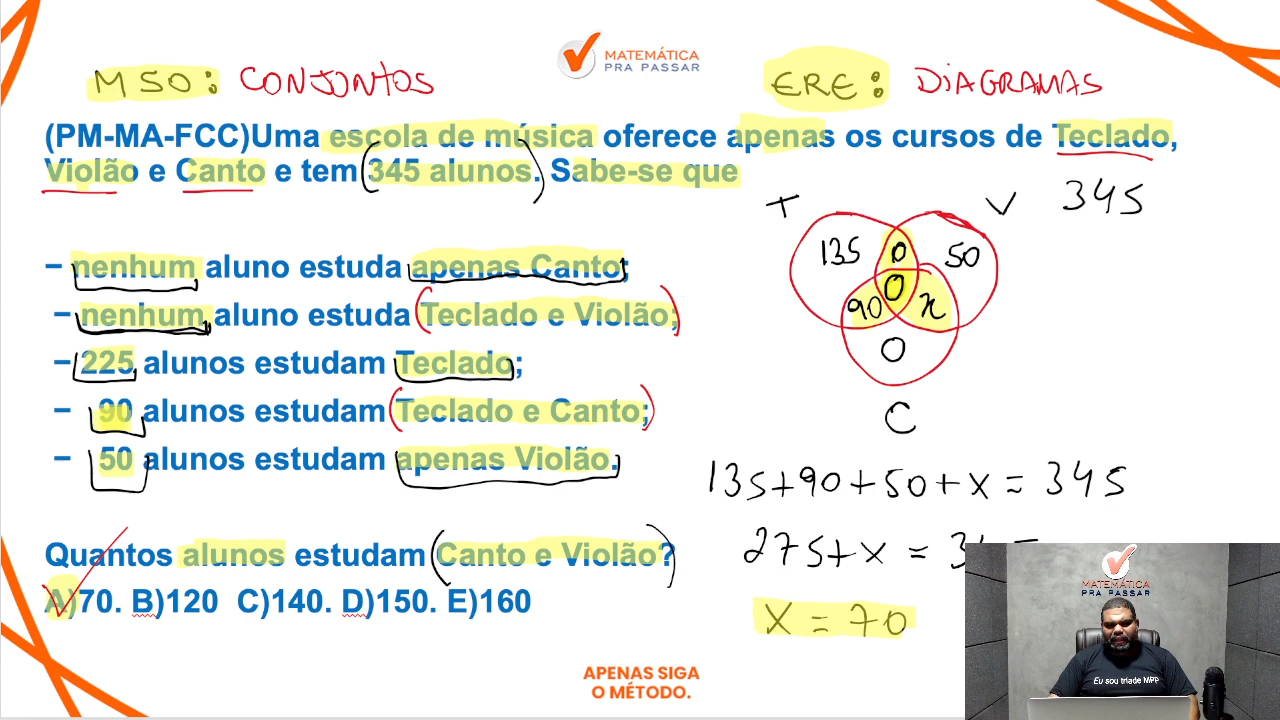 MATEMÁTICA
PRA PASSAR
MSO: CONJONTOS
ERE: DIAGRAMAS
(PM-MA-FCC)Uma escola de música oferece apenas os cursos de Teclado,
Violão e Canto e tem 345 alunos. Sabe-se que
T
V
345
135
0
50
0
90
x
0
C
− nenhum aluno estuda apenas Canto;
− nenhum aluno estuda Teclado e Violão;
− 225 alunos estudam Teclado;
− 90 alunos estudam Teclado e Canto;
− 50 alunos estudam apenas Violão.
135+90+50+x = 345
Quantos alunos estudam Canto e Violão?
275+x =
A)70. B)120 C)140. D)150. E)160
x = 70
MATEMÁTICA
PRA PASSAR
Eu sou tríade MPP
APENAS SIGA
O MÉTODO.